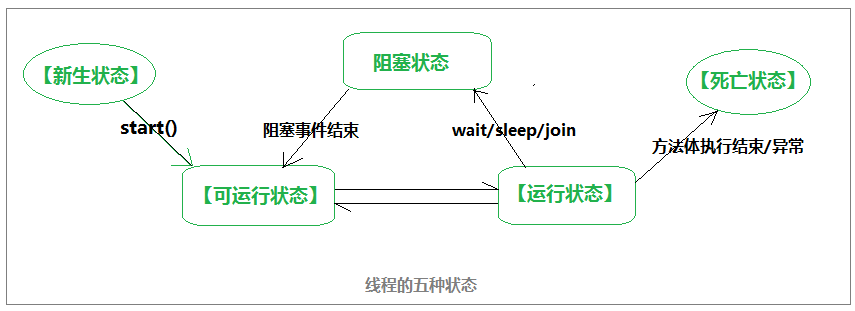 【新生状态】
阻塞状态
【死亡状态】
start()
阻塞事件结束
wait/sleep/join
方法体执行结束/异常
【可运行状态】
【运行状态】
线程的五种状态